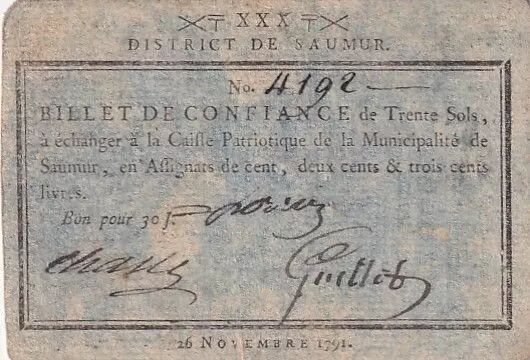 XXX
DISTRICT DE SAUMUR.
No. 4192
BILLET DE CONFIANCE de Trente Sols,
à échanger à la Caisse Patriotique de la Municipalité de
Saumur, en Assignats de cent, deux cents & trois cents
livres.
Bon pour 30 s.
Guillot
26 NOVEMBRE 1791.